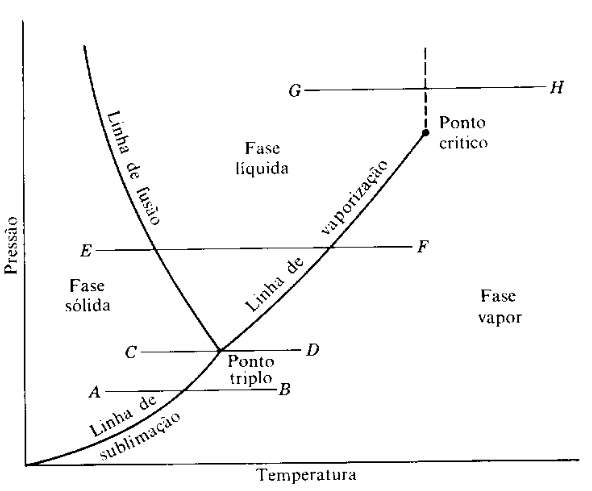 G
H
Ponto
critico
Linha de fusão
Fase
líquida
Linha de vaporização
E
F
Pressão
Fase
sólida
Fase
vapor
C
D
Ponto
triplo
A
B
Linha de
sublimação
Temperatura